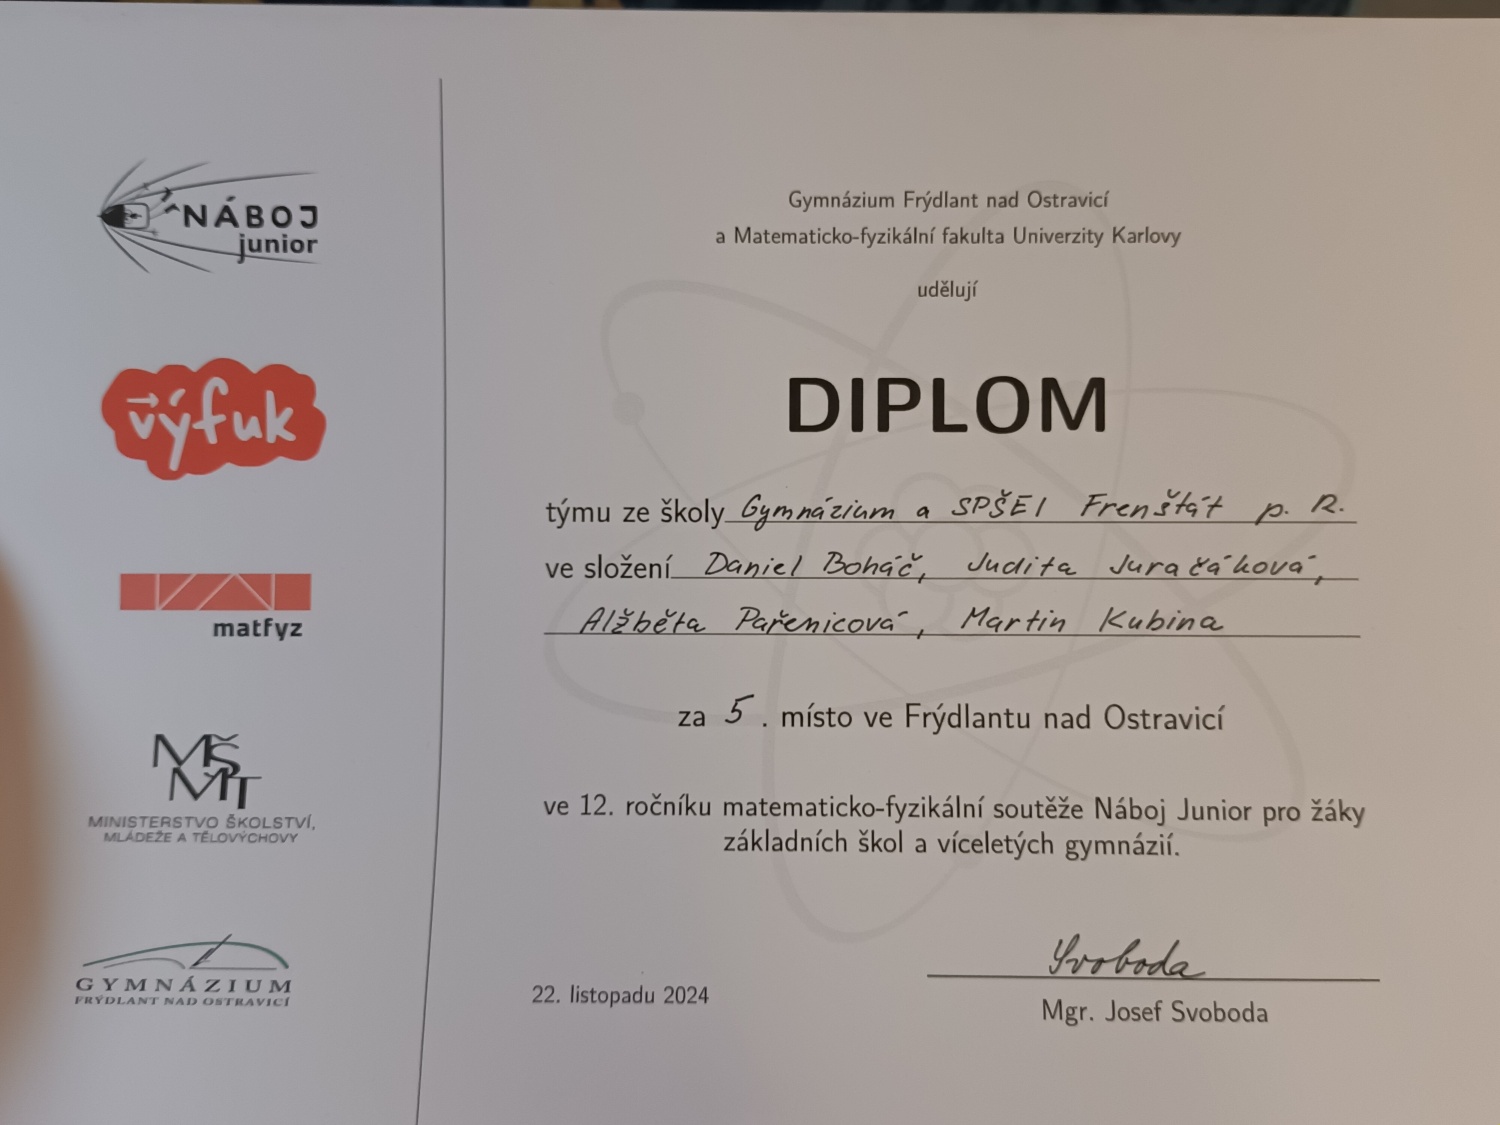 NÁBOJ
junior
výfuk
matfyz
MŠ
MT
MINISTERSTVO ŠKOLSTVÍ,
MLÁDEŽE A TĚLOVÝCHOVY
GYMNÁZIUM
FRÝDLANT NAD OSTRAVICÍ
Gymnázium Frýdlant nad Ostravicí
a Matematicko-fyzikální fakulta Univerzity Karlovy
udělují
DIPLOM
týmu ze školy Gymnázium a SPŠEI Frenštát p. R.
ve složení Daniel Boháč, Judita Juračáková,
Alžběta Pařenicová, Martin Kubina
za 5. místo ve Frýdlantu nad Ostravicí
ve 12. ročníku matematicko-fyzikální soutěže Náboj Junior pro žáky
základních škol a víceletých gymnázií.
Svoboda
22. listopadu 2024
Mgr. Josef Svoboda